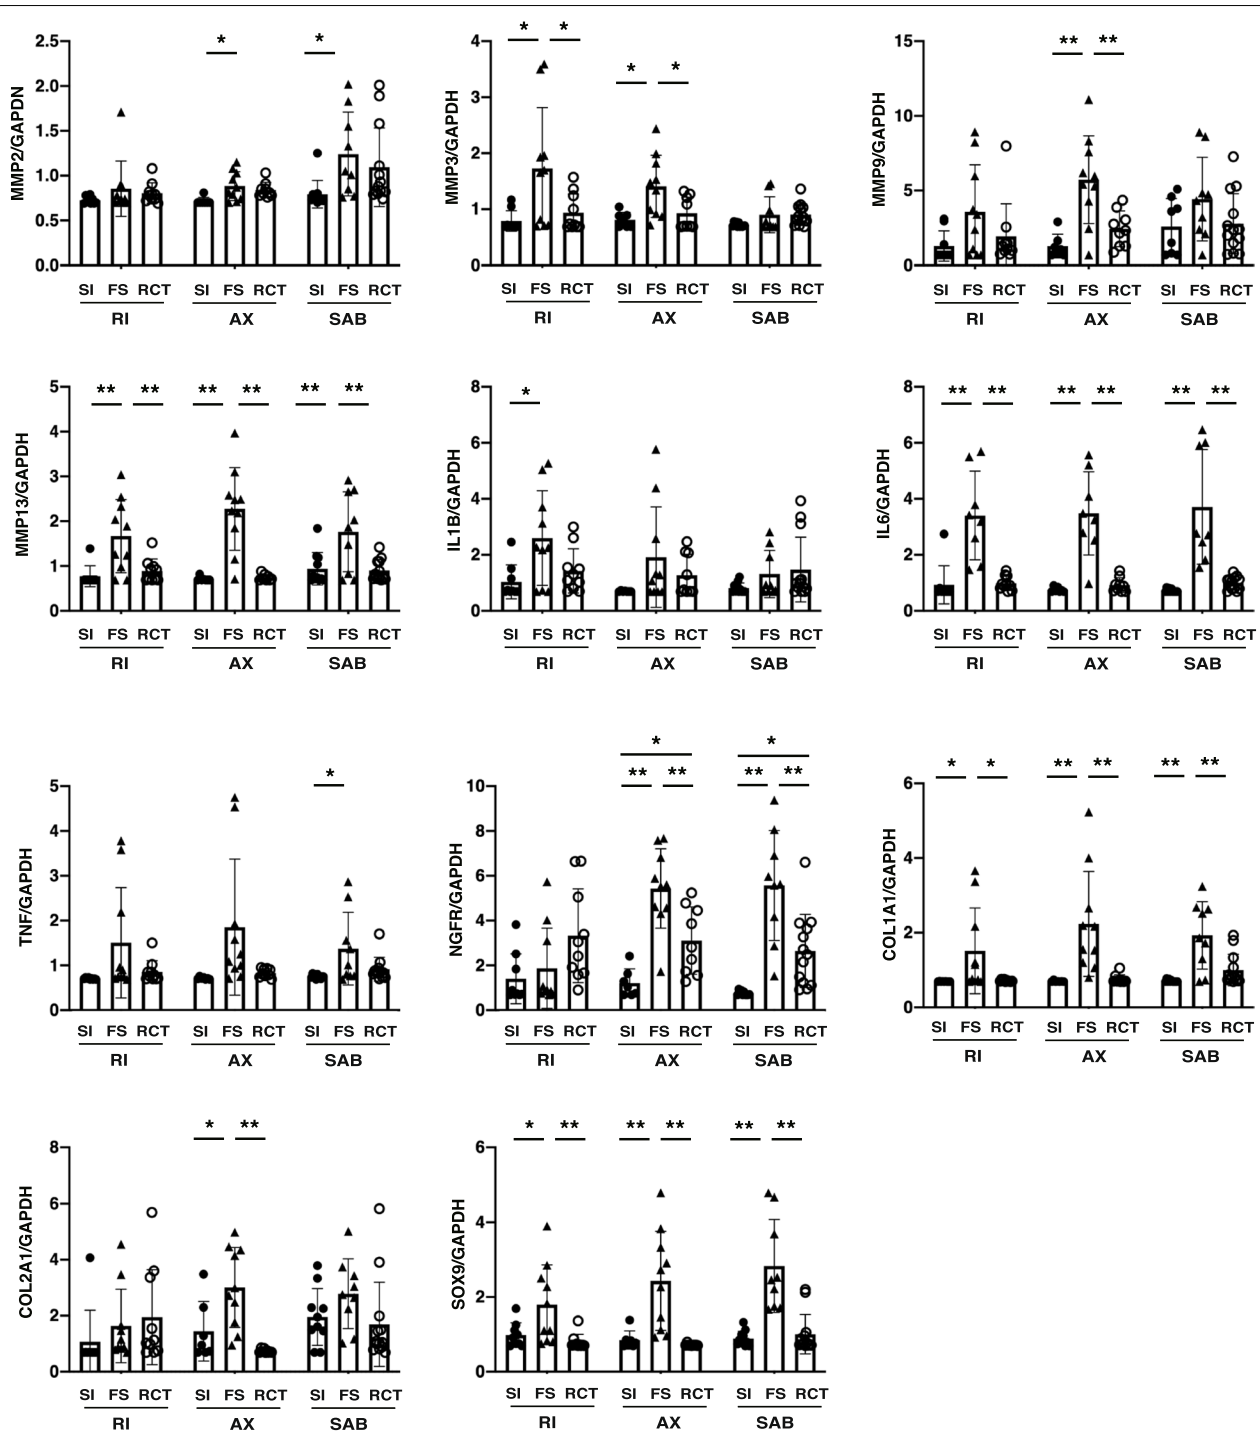 MMP2/GAPDN
2.5
2.0
1.5
1.0
0.5
0.0
* *
SI FS RCT SI FS RCT SI FS RCT
RI AX SAB
MMP3/GAPDH
4
3
2
1
0
* * * *
SI FS RCT SI FS RCT SI FS RCT
RI AX SAB
MMP9/GAPDH
15
10
5
0
** **
SI FS RCT SI FS RCT SI FS RCT
RI AX SAB
MMP13/GAPDH
5
4
3
2
1
0
** ** ** ** ** **
SI FS RCT SI FS RCT SI FS RCT
RI AX SAB
IL1B/GAPDH
8
6
4
2
0
*
SI FS RCT SI FS RCT SI FS RCT
RI AX SAB
IL6/GAPDH
8
6
4
2
0
** ** ** ** ** **
SI FS RCT SI FS RCT SI FS RCT
RI AX SAB
TNF/GAPDH
5
4
3
2
1
0
*
SI FS RCT SI FS RCT SI FS RCT
RI AX SAB
NGFR/GAPDH
10
8
6
4
2
0
* *
** ** ** **
SI FS RCT SI FS RCT SI FS RCT
RI AX SAB
COL1A1/GAPDH
6
4
2
0
* * ** ** ** **
SI FS RCT SI FS RCT SI FS RCT
RI AX SAB
COL2A1/GAPDH
8
6
4
2
0
* **
SI FS RCT SI FS RCT SI FS RCT
RI AX SAB
SOX9/GAPDH
6
4
2
0
* ** ** ** ** **
SI FS RCT SI FS RCT SI FS RCT
RI AX SAB